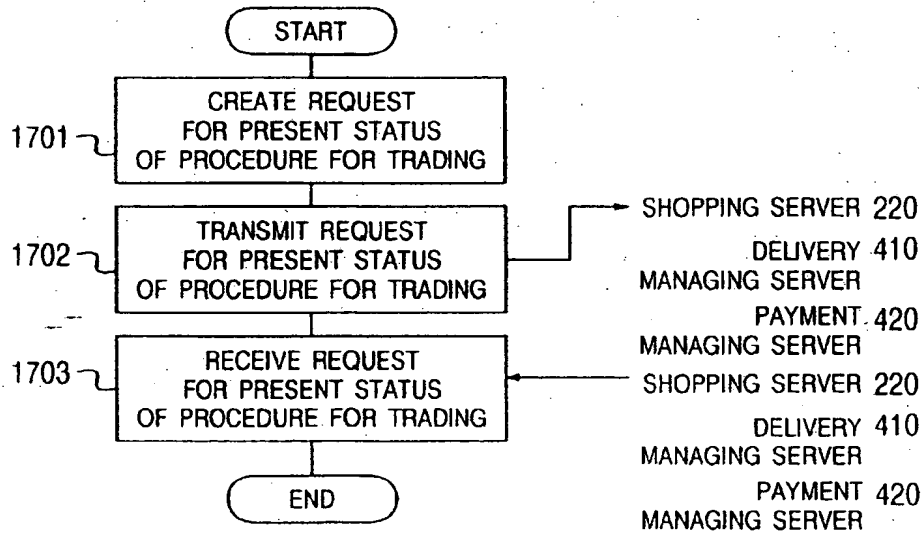 START
CREATE REQUEST
FOR PRESENT STATUS
OF PROCEDURE FOR TRADING
1701
TRANSMIT REQUEST
FOR PRESENT STATUS
OF PROCEDURE FOR TRADING
1702
SHOPPING SERVER 220
DELIVERY 410
MANAGING SERVER
PAYMENT 420
MANAGING SERVER
RECEIVE REQUEST
FOR PRESENT STATUS
OF PROCEDURE FOR TRADING
1703
SHOPPING SERVER 220
DELIVERY 410
MANAGING SERVER
PAYMENT 420
MANAGING SERVER
END